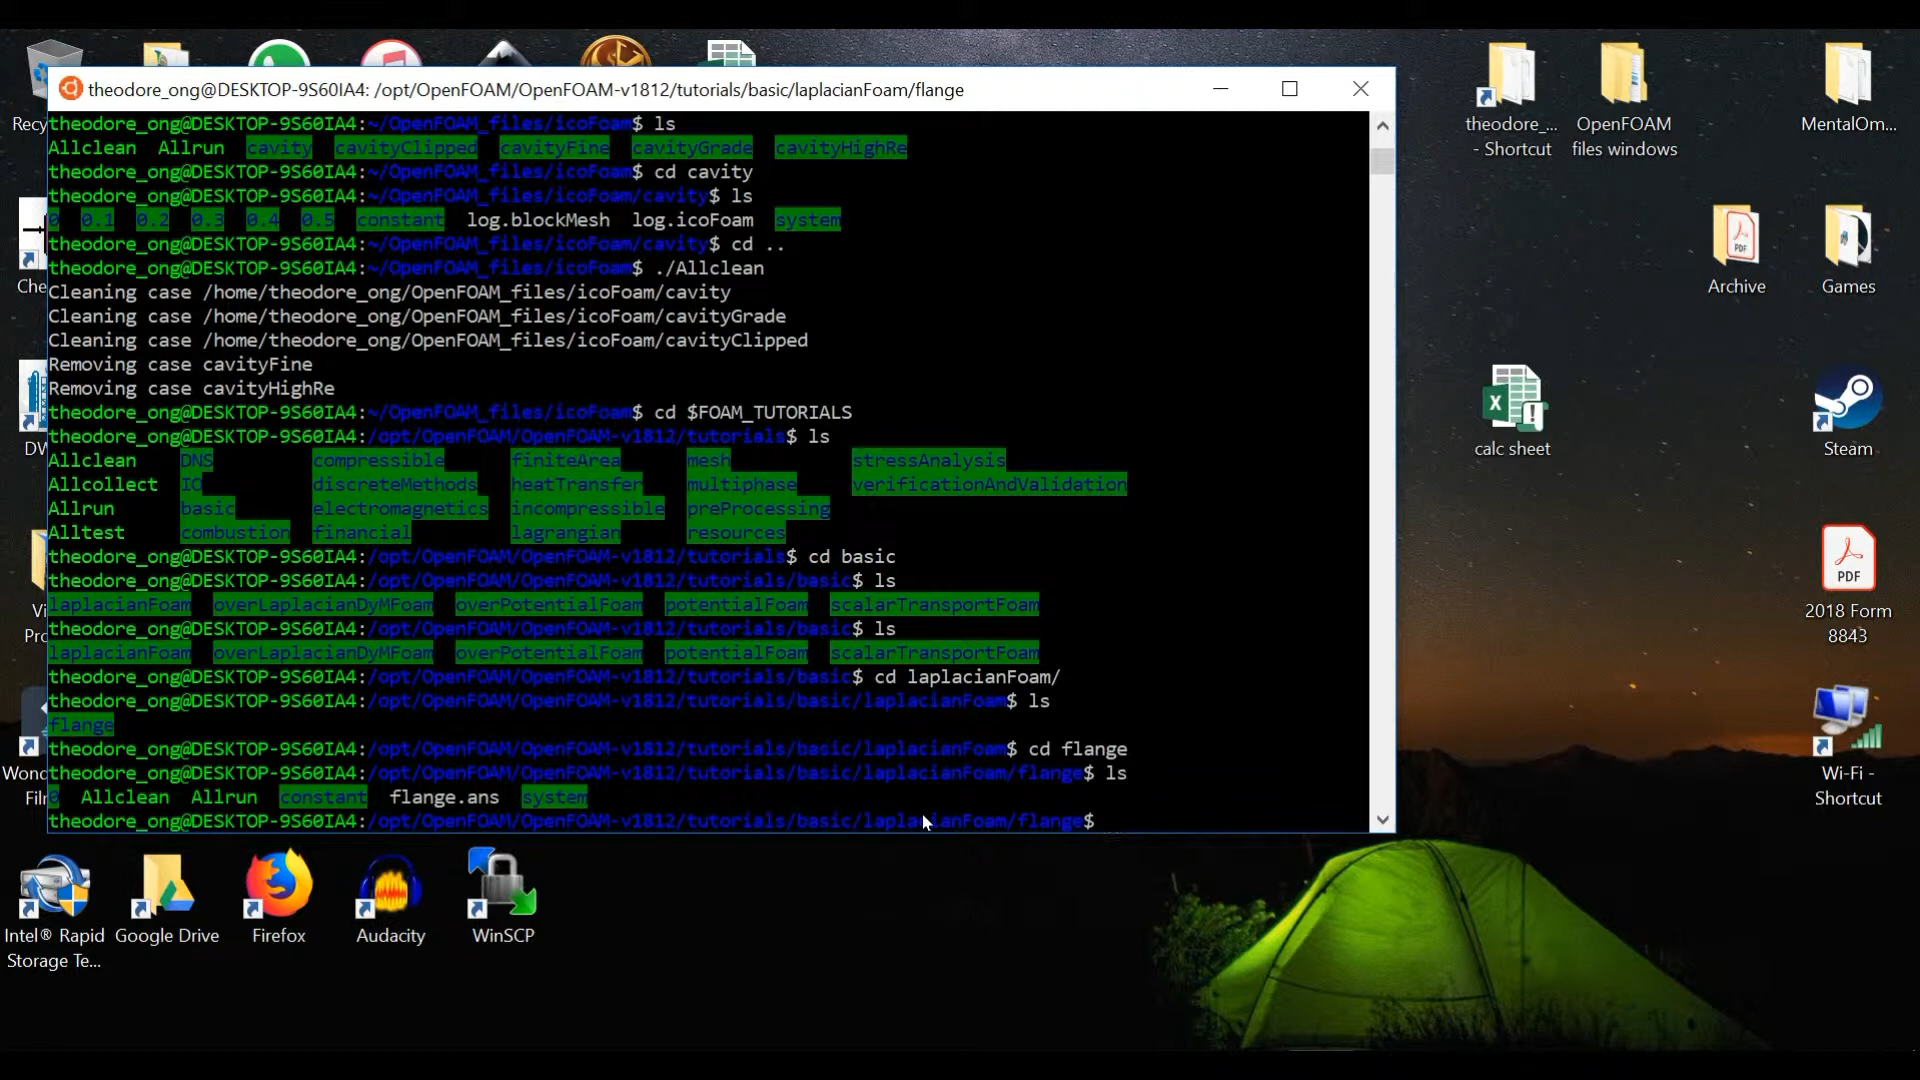 theodore_ong@DESKTOP-9S60IA4: /opt/OpenFOAM/OpenFOAM-v1812/tutorials/basic/laplacianFoam/flange
theodore_ong@DESKTOP-9S60IA4:~/OpenFOAM_files/icoFoam$ ls
Allclean Allrun cavity cavityClipped cavityFine cavityGrade cavityHighRe
theodore_ong@DESKTOP-9S60IA4:~/OpenFOAM_files/icoFoam$ cd cavity
theodore_ong@DESKTOP-9S60IA4:~/OpenFOAM_files/icoFoam/cavity$ ls
0 0.1 0.2 0.3 0.4 0.5 constant log.blockMesh log.icoFoam system
theodore_ong@DESKTOP-9S60IA4:~/OpenFOAM_files/icoFoam/cavity$ cd ..
theodore_ong@DESKTOP-9S60IA4:~/OpenFOAM_files/icoFoam$ ./Allclean
Cleaning case /home/theodore_ong/OpenFOAM_files/icoFoam/cavity
Cleaning case /home/theodore_ong/OpenFOAM_files/icoFoam/cavityGrade
Cleaning case /home/theodore_ong/OpenFOAM_files/icoFoam/cavityClipped
Removing case cavityFine
Removing case cavityHighRe
theodore_ong@DESKTOP-9S60IA4:~/OpenFOAM_files/icoFoam$ cd $FOAM_TUTORIALS
theodore_ong@DESKTOP-9S60IA4:/opt/OpenFOAM/OpenFOAM-v1812/tutorials$ ls
Allclean DNS compressible finiteArea mesh stressAnalysis
Allcollect IO discreteMethods heatTransfer multiphase verificationAndValidation
Allrun basic electromagnetics incompressible preProcessing
Alltest combustion financial lagrangian resources
theodore_ong@DESKTOP-9S60IA4:/opt/OpenFOAM/OpenFOAM-v1812/tutorials$ cd basic
theodore_ong@DESKTOP-9S60IA4:/opt/OpenFOAM/OpenFOAM-v1812/tutorials/basic$ ls
laplacianFoam overLaplacianDyMFoam overPotentialFoam potentialFoam scalarTransportFoam
theodore_ong@DESKTOP-9S60IA4:/opt/OpenFOAM/OpenFOAM-v1812/tutorials/basic$ ls
laplacianFoam overLaplacianDyMFoam overPotentialFoam potentialFoam scalarTransportFoam
theodore_ong@DESKTOP-9S60IA4:/opt/OpenFOAM/OpenFOAM-v1812/tutorials/basic$ cd laplacianFoam/
theodore_ong@DESKTOP-9S60IA4:/opt/OpenFOAM/OpenFOAM-v1812/tutorials/basic/laplacianFoam$ ls
flange
theodore_ong@DESKTOP-9S60IA4:/opt/OpenFOAM/OpenFOAM-v1812/tutorials/basic/laplacianFoam$ cd flange
theodore_ong@DESKTOP-9S60IA4:/opt/OpenFOAM/OpenFOAM-v1812/tutorials/basic/laplacianFoam/flange$ ls
0 Allclean Allrun constant flange.ans system
theodore_ong@DESKTOP-9S60IA4:/opt/OpenFOAM/OpenFOAM-v1812/tutorials/basic/laplacianFoam/flange$
Recy
Che
DW
Vi
Pro
Wond
Fil
Intel® Rapid
Storage Te...
Google Drive
Firefox
Audacity
WinSCP
theodore_...
- Shortcut
OpenFOAM
files windows
MentalOm...
PDF
Archive
Games
calc sheet
Steam
PDF
2018 Form
8843
Wi-Fi -
Shortcut